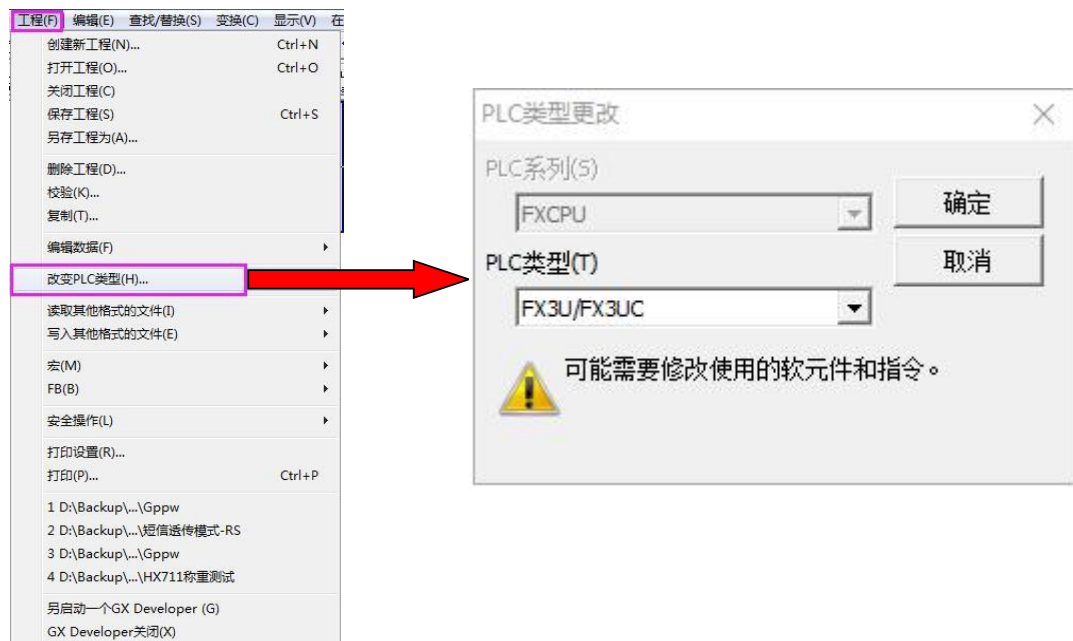 工程(F) 编辑(E) 查找/替换(S) 变换(C) 显示(V) 在
创建新工程(N)... Ctrl+N
打开工程(O)... Ctrl+O
关闭工程(C)
保存工程(S) Ctrl+S
另存工程为(A)...
删除工程(D)...
校验(K)...
复制(T)...
编辑数据(F)
改变PLC类型(H)...
读取其他格式的文件(I)
写入其他格式的文件(E)
宏(M)
FB(B)
安全操作(L)
打印设置(R)...
打印(P)... Ctrl+P
1 D:\Backup\...\Gppw
2 D:\Backup\...\短信透传模式-RS
3 D:\Backup\...\Gppw
4 D:\Backup\...\HX711称重测试
另启动一个GX Developer (G)
GX Developer关闭(X)
PLC类型更改
PLC系列(S)
FXCPU
确定
PLC类型(T)
取消
FX3U/FX3UC
可能需要修改使用的软元件和指令。